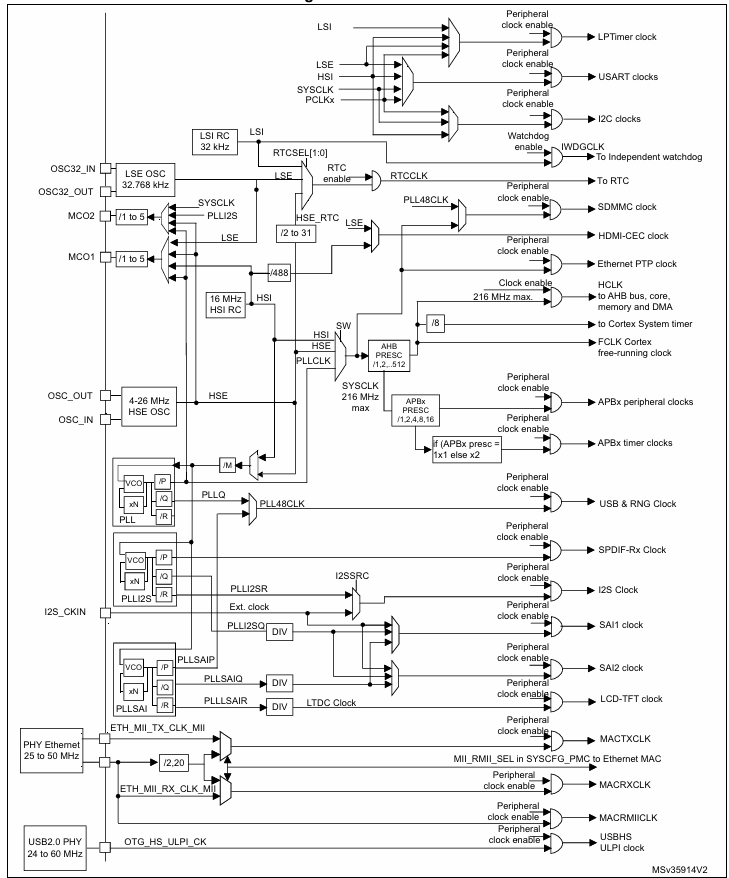 LSI
Peripheral
clock enable
LPTimer clock
LSE
HSI
SYSCLK
PCLKx
Peripheral
clock enable
USART clocks
Peripheral
clock enable
I2C clocks
LSI RC
32 kHz
LSI
RTCSEL[1:0]
Watchdog
enable
IWDGCLK
To Independent watchdog
OSC32_IN
OSC32_OUT
LSE OSC
32.768 kHz
LSE
RTC
enable
RTCCLK
To RTC
MCO2
/1 to 5
SYSCLK
PLLI2S
HSE_RTC
/2 to 31
PLL48CLK
LSE
Peripheral
clock enable
SDMMC clock
HDMI-CEC clock
MCO1
/1 to 5
LSE
/488
Peripheral
clock enable
Ethernet PTP clock
16 MHz
HSI RC
HSI
Clock enable
216 MHz max.
HCLK
to AHB bus, core,
memory and DMA
/8
to Cortex System timer
SW
HSI
HSE
PLLCLK
AHB
PRESC
/1,2,..512
FCLK Cortex
free-running clock
SYSCLK
216 MHz
max
OSC_OUT
OSC_IN
4-26 MHz
HSE OSC
HSE
APBx
PRESC
/1,2,4,8,16
Peripheral
clock enable
APBx peripheral clocks
if (APBx presc =
1x1 else x2
Peripheral
clock enable
APBx timer clocks
/M
VCO
xN
/P
/Q
/R
PLL
PLLQ
PLL48CLK
Peripheral
clock enable
USB & RNG Clock
VCO
xN
/P
/Q
/R
PLLI2S
Peripheral
clock enable
SPDIF-Rx Clock
I2SSRC
PLLI2SR
Peripheral
clock enable
I2S Clock
I2S_CKIN
Ext. clock
PLLI2SQ
DIV
Peripheral
clock enable
SAI1 clock
VCO
xN
/P
/Q
/R
PLLSAI
PLLSAIP
PLLSAIQ
DIV
Peripheral
clock enable
SAI2 clock
PLLLSAIR
DIV
LTDC Clock
Peripheral
clock enable
LCD-TFT clock
PHY Ethernet
25 to 50 MHz
ETH_MII_TX_CLK_MII
Peripheral
clock enable
MACTXCLK
/2,20
MII_RMII_SEL in SYSCFG_PMC to Ethernet MAC
ETH_MII_RX_CLK_MII
Peripheral
clock enable
MACRXCLK
Peripheral
clock enable
MACRMIICLK
USB2.0 PHY
24 to 60 MHz
OTG_HS_ULPI_CK
Peripheral
clock enable
USBHS
ULPI clock
MSv35914V2